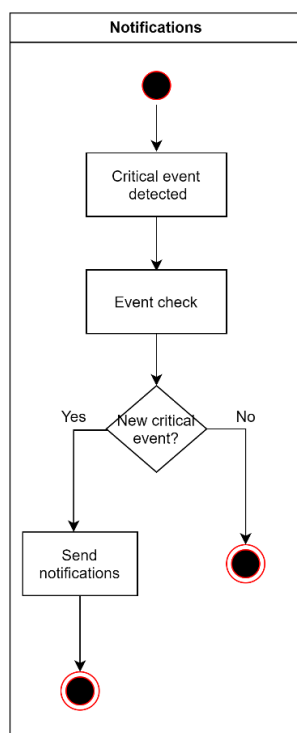 Notifications
Critical event
detected
Event check
Yes
New critical
event?
No
Send
notifications